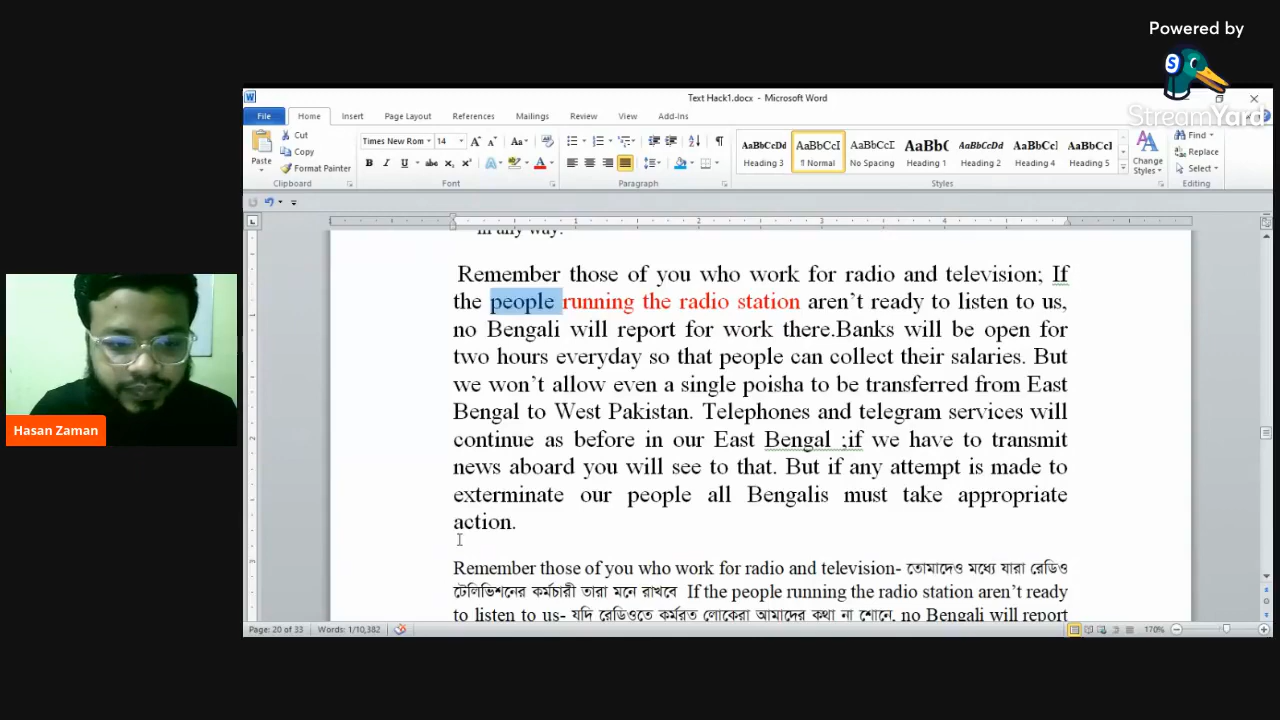 Powered by
StreamYard
Text Hack1.docx - Microsoft Word
File Home Insert Page Layout References Mailings Review View Add-Ins
Paste
Cut
Copy
Format Painter
Clipboard
Times New Rom 14
Font
Paragraph
AaBbCcDd AaBbCcI AaBbCcI AaBbC AaBbCcDd AaBbCcI AaBbCcI
Heading 3 ¶ Normal No Spacing Heading 1 Heading 2 Heading 4 Heading 5
Change Styles
Styles
Find
Replace
Select
Editing
in any way.
Remember those of you who work for radio and television; If
the people running the radio station aren't ready to listen to us,
no Bengali will report for work there.Banks will be open for
two hours everyday so that people can collect their salaries. But
we won't allow even a single poisha to be transferred from East
Bengal to West Pakistan. Telephones and telegram services will
continue as before in our East Bengal ;if we have to transmit
news aboard you will see to that. But if any attempt is made to
exterminate our people all Bengalis must take appropriate
action.
Remember those of you who work for radio and television- তোমাদেও মধ্যে যারা রেডিও
টেলিভিশনের কর্মচারী তারা মনে রাখবে If the people running the radio station aren't ready
to listen to us- যদি রেডিওতে কর্মরত লোকেরা আমাদের কথা না শোনে, no Bengali will report
Hasan Zaman
Page: 20 of 33 Words: 1/10,382 170%